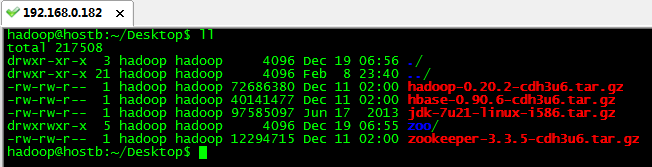 192.168.0.182 ×
hadoop@hostb:~/Desktop$ ll
total 217508
drwxr-xr-x  3 hadoop hadoop     4096 Dec 19 06:56 ./
drwxr-xr-x 21 hadoop hadoop     4096 Feb  8 23:40 ../
-rw-rw-r--  1 hadoop hadoop 72686380 Dec 11 02:00 hadoop-0.20.2-cdh3u6.tar.gz
-rw-rw-r--  1 hadoop hadoop 40141477 Dec 11 02:00 hbase-0.90.6-cdh3u6.tar.gz
-rw-rw-r--  1 hadoop hadoop 97585097 Jun 17  2013 jdk-7u21-linux-i586.tar.gz
drwxrwxr-x  5 hadoop hadoop     4096 Dec 19 06:55 zoo/
-rw-rw-r--  1 hadoop hadoop 12294715 Dec 11 02:00 zookeeper-3.3.5-cdh3u6.tar.gz
hadoop@hostb:~/Desktop$